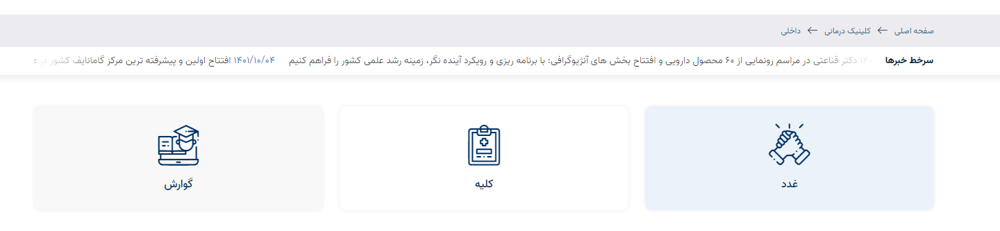 صفحه اصلی ← کلینیک درمانی ← داخلی
سرخط خبرها دکتر قناعتی در مراسم رونمایی از ۶۰ محصول دارویی و افتتاح بخش های آنژیوگرافی: با برنامه ریزی و رویکرد آینده نگر، زمینه رشد علمی کشور را فراهم کنیم ۱۴۰۱/۱۰/۰۴ افتتاح اولین و پیشرفته ترین مرکز گامانایف کشور در
غدد
کلیه
گوارش